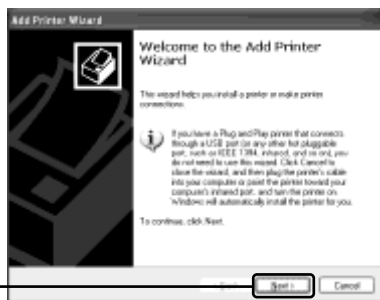 Add Printer Wizard
Welcome to the Add Printer
Wizard
This wizard helps you install a printer or make printer
connections.
If you have a Plug and Play printer that connects
through a USB port (or any other hot pluggable
port, such as IEEE 1394, infrared, and so on), you
do not need to use this wizard. Click Cancel to
close the wizard, and then plug the printer's cable
into your computer or point the printer toward your
computer's infrared port, and turn the printer on.
Windows will automatically install the printer for you.
To continue, click Next.
< Back
Next >
Cancel